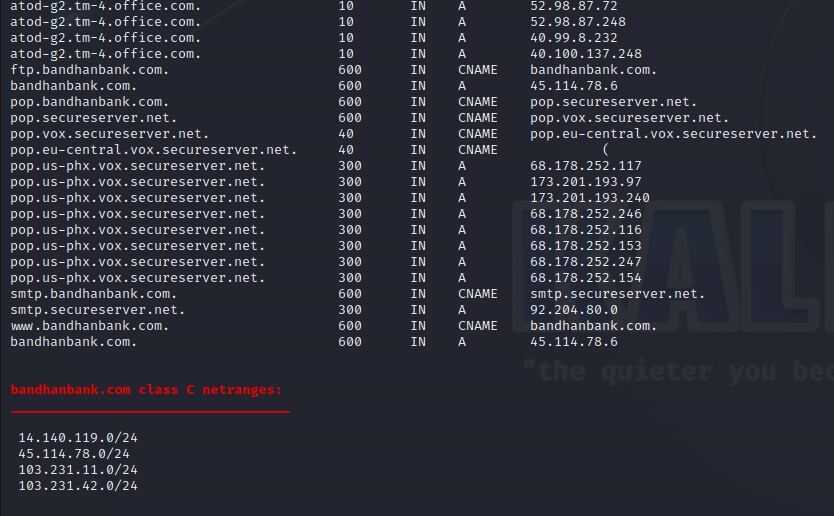 atod-g2.tm-4.office.com. 10 IN A 52.98.87.72
atod-g2.tm-4.office.com. 10 IN A 52.98.87.248
atod-g2.tm-4.office.com. 10 IN A 40.99.8.232
atod-g2.tm-4.office.com. 10 IN A 40.100.137.248
ftp.bandhanbank.com. 600 IN CNAME bandhanbank.com.
bandhanbank.com. 600 IN A 45.114.78.6
pop.bandhanbank.com. 600 IN CNAME pop.secureserver.net.
pop.secureserver.net. 600 IN CNAME pop.vox.secureserver.net.
pop.vox.secureserver.net. 40 IN CNAME pop.eu-central.vox.secureserver.net.
pop.eu-central.vox.secureserver.net. 40 IN CNAME (
pop.us-phx.vox.secureserver.net. 300 IN A 68.178.252.117
pop.us-phx.vox.secureserver.net. 300 IN A 173.201.193.97
pop.us-phx.vox.secureserver.net. 300 IN A 173.201.193.240
pop.us-phx.vox.secureserver.net. 300 IN A 68.178.252.246
pop.us-phx.vox.secureserver.net. 300 IN A 68.178.252.116
pop.us-phx.vox.secureserver.net. 300 IN A 68.178.252.153
pop.us-phx.vox.secureserver.net. 300 IN A 68.178.252.247
pop.us-phx.vox.secureserver.net. 300 IN A 68.178.252.154
smtp.bandhanbank.com. 600 IN CNAME smtp.secureserver.net.
smtp.secureserver.net. 300 IN A 92.204.80.0
www.bandhanbank.com. 600 IN CNAME bandhanbank.com.
bandhanbank.com. 600 IN A 45.114.78.6
KALI
"the quieter you bec
bandhanbank.com class C netranges:
14.140.119.0/24
45.114.78.0/24
103.231.11.0/24
103.231.42.0/24